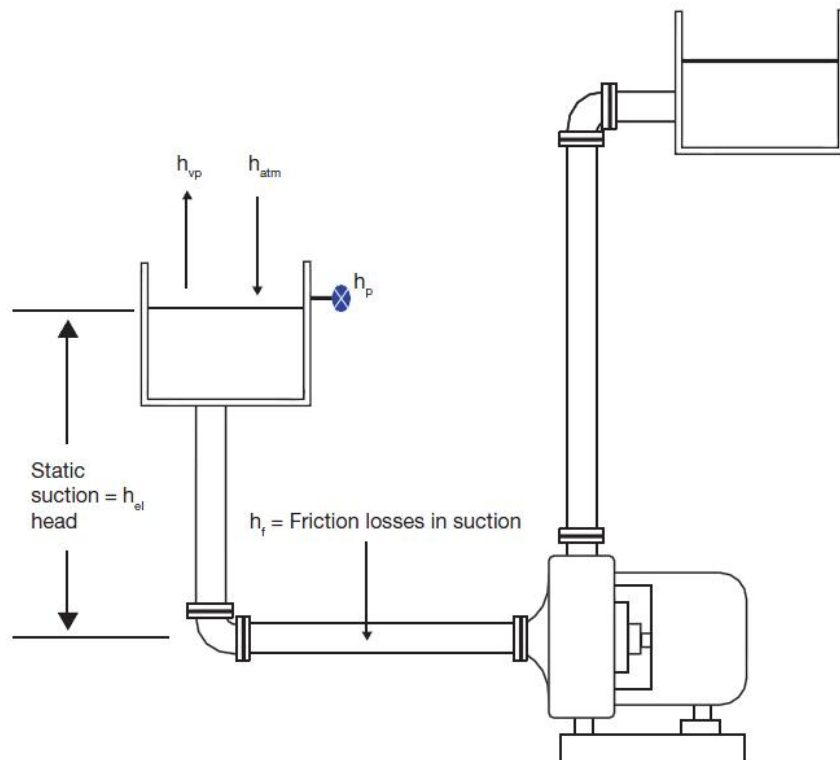 h_vp
h_atm
h_p
Static
suction = h_el
head
h_f = Friction losses in suction